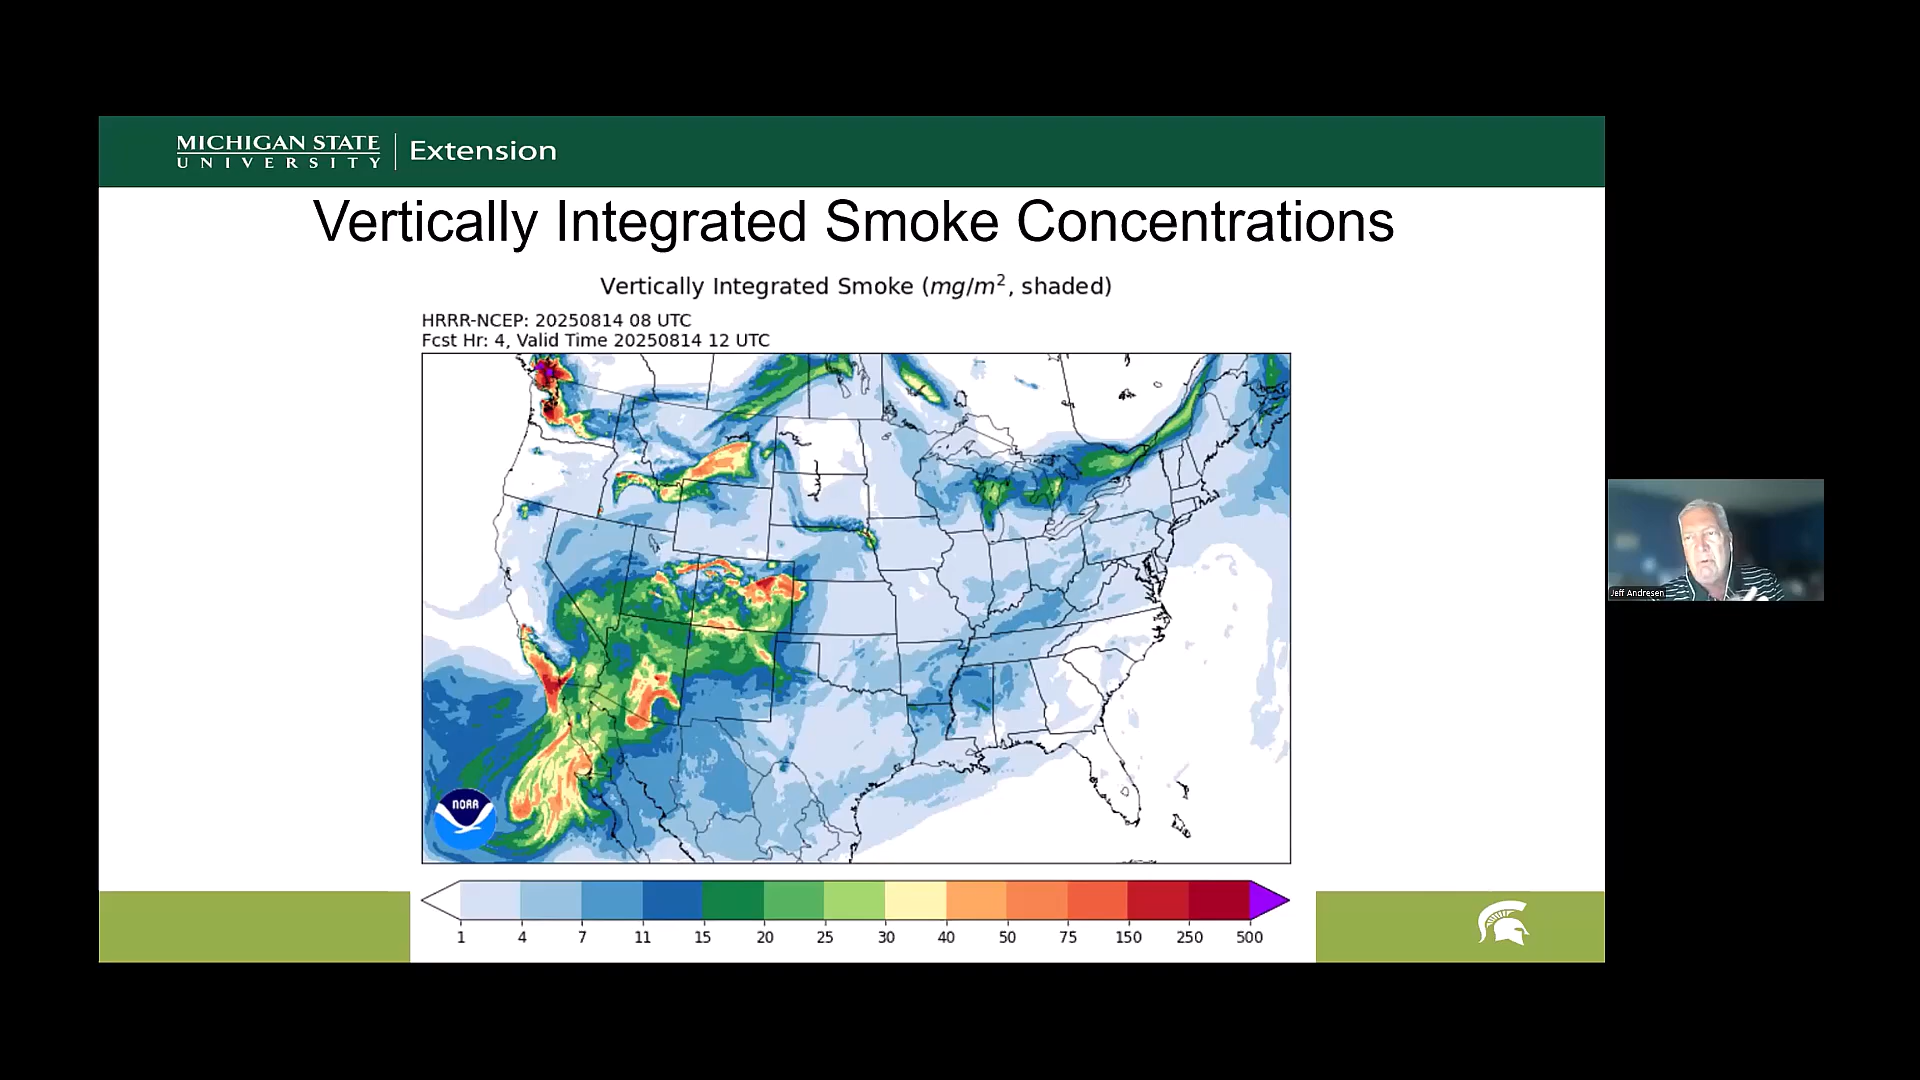 MICHIGAN STATE
UNIVERSITY
Extension
Vertically Integrated Smoke Concentrations
Vertically Integrated Smoke (mg/m², shaded)
HRRR-NCEP: 20250814 08 UTC
Fcst Hr: 4, Valid Time 20250814 12 UTC
NOAA
1 4 7 11 15 20 25 30 40 50 75 150 250 500
Jeff Andresen